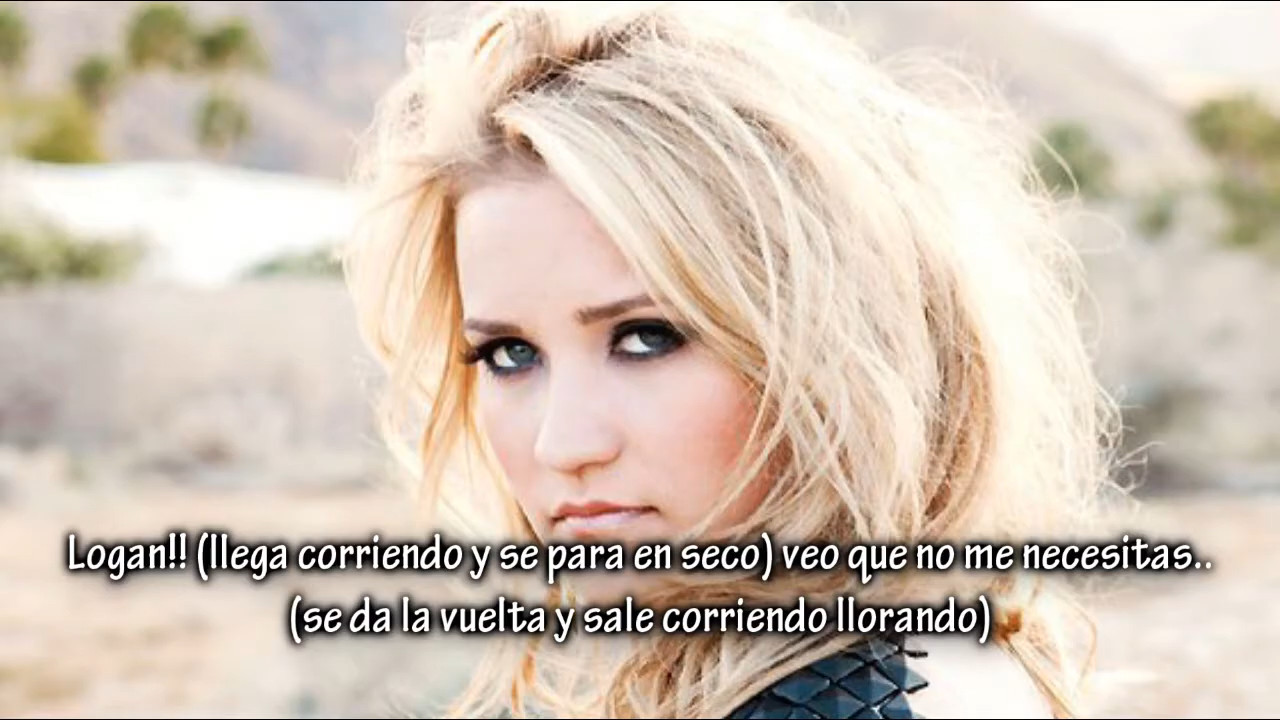 Logan!! (llega corriendo y se para en seco) veo que no me necesitas..
(se da la vuelta y sale corriendo llorando)